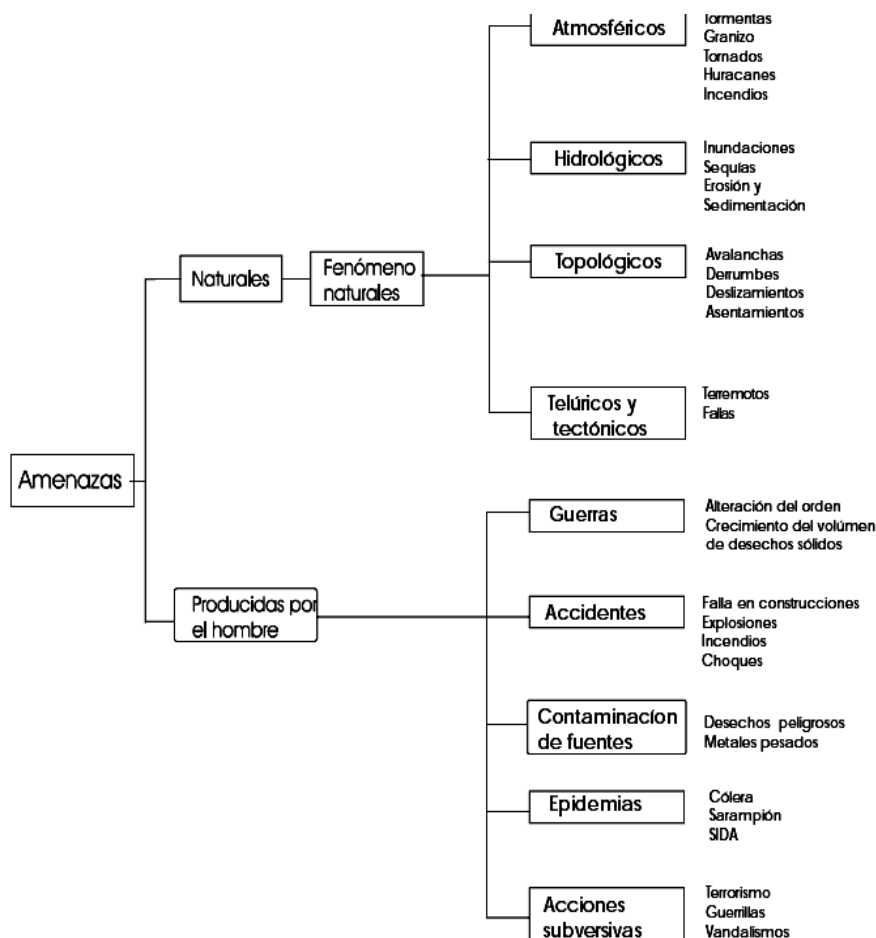 Atmosféricos
Tormentas
Granizo
Tornados
Huracanes
Incendios
Hidrológicos
Inundaciones
Sequías
Erosión y
Sedimentación
Naturales
Fenómeno
naturales
Topológicos
Avalanchas
Derrumbes
Deslizamientos
Asentamientos
Telúricos y
tectónicos
Terremotos
Fallas
Amenazas
Producidas por
el hombre
Guerras
Alteración del orden
Crecimiento del volúmen
de desechos sólidos
Accidentes
Falla en construcciones
Explosiones
Incendios
Choques
Contaminacíon
de fuentes
Desechos peligrosos
Metales pesados
Epidemias
Cólera
Sarampión
SIDA
Acciones
subversivas
Terrorismo
Guerrillas
Vandalismos